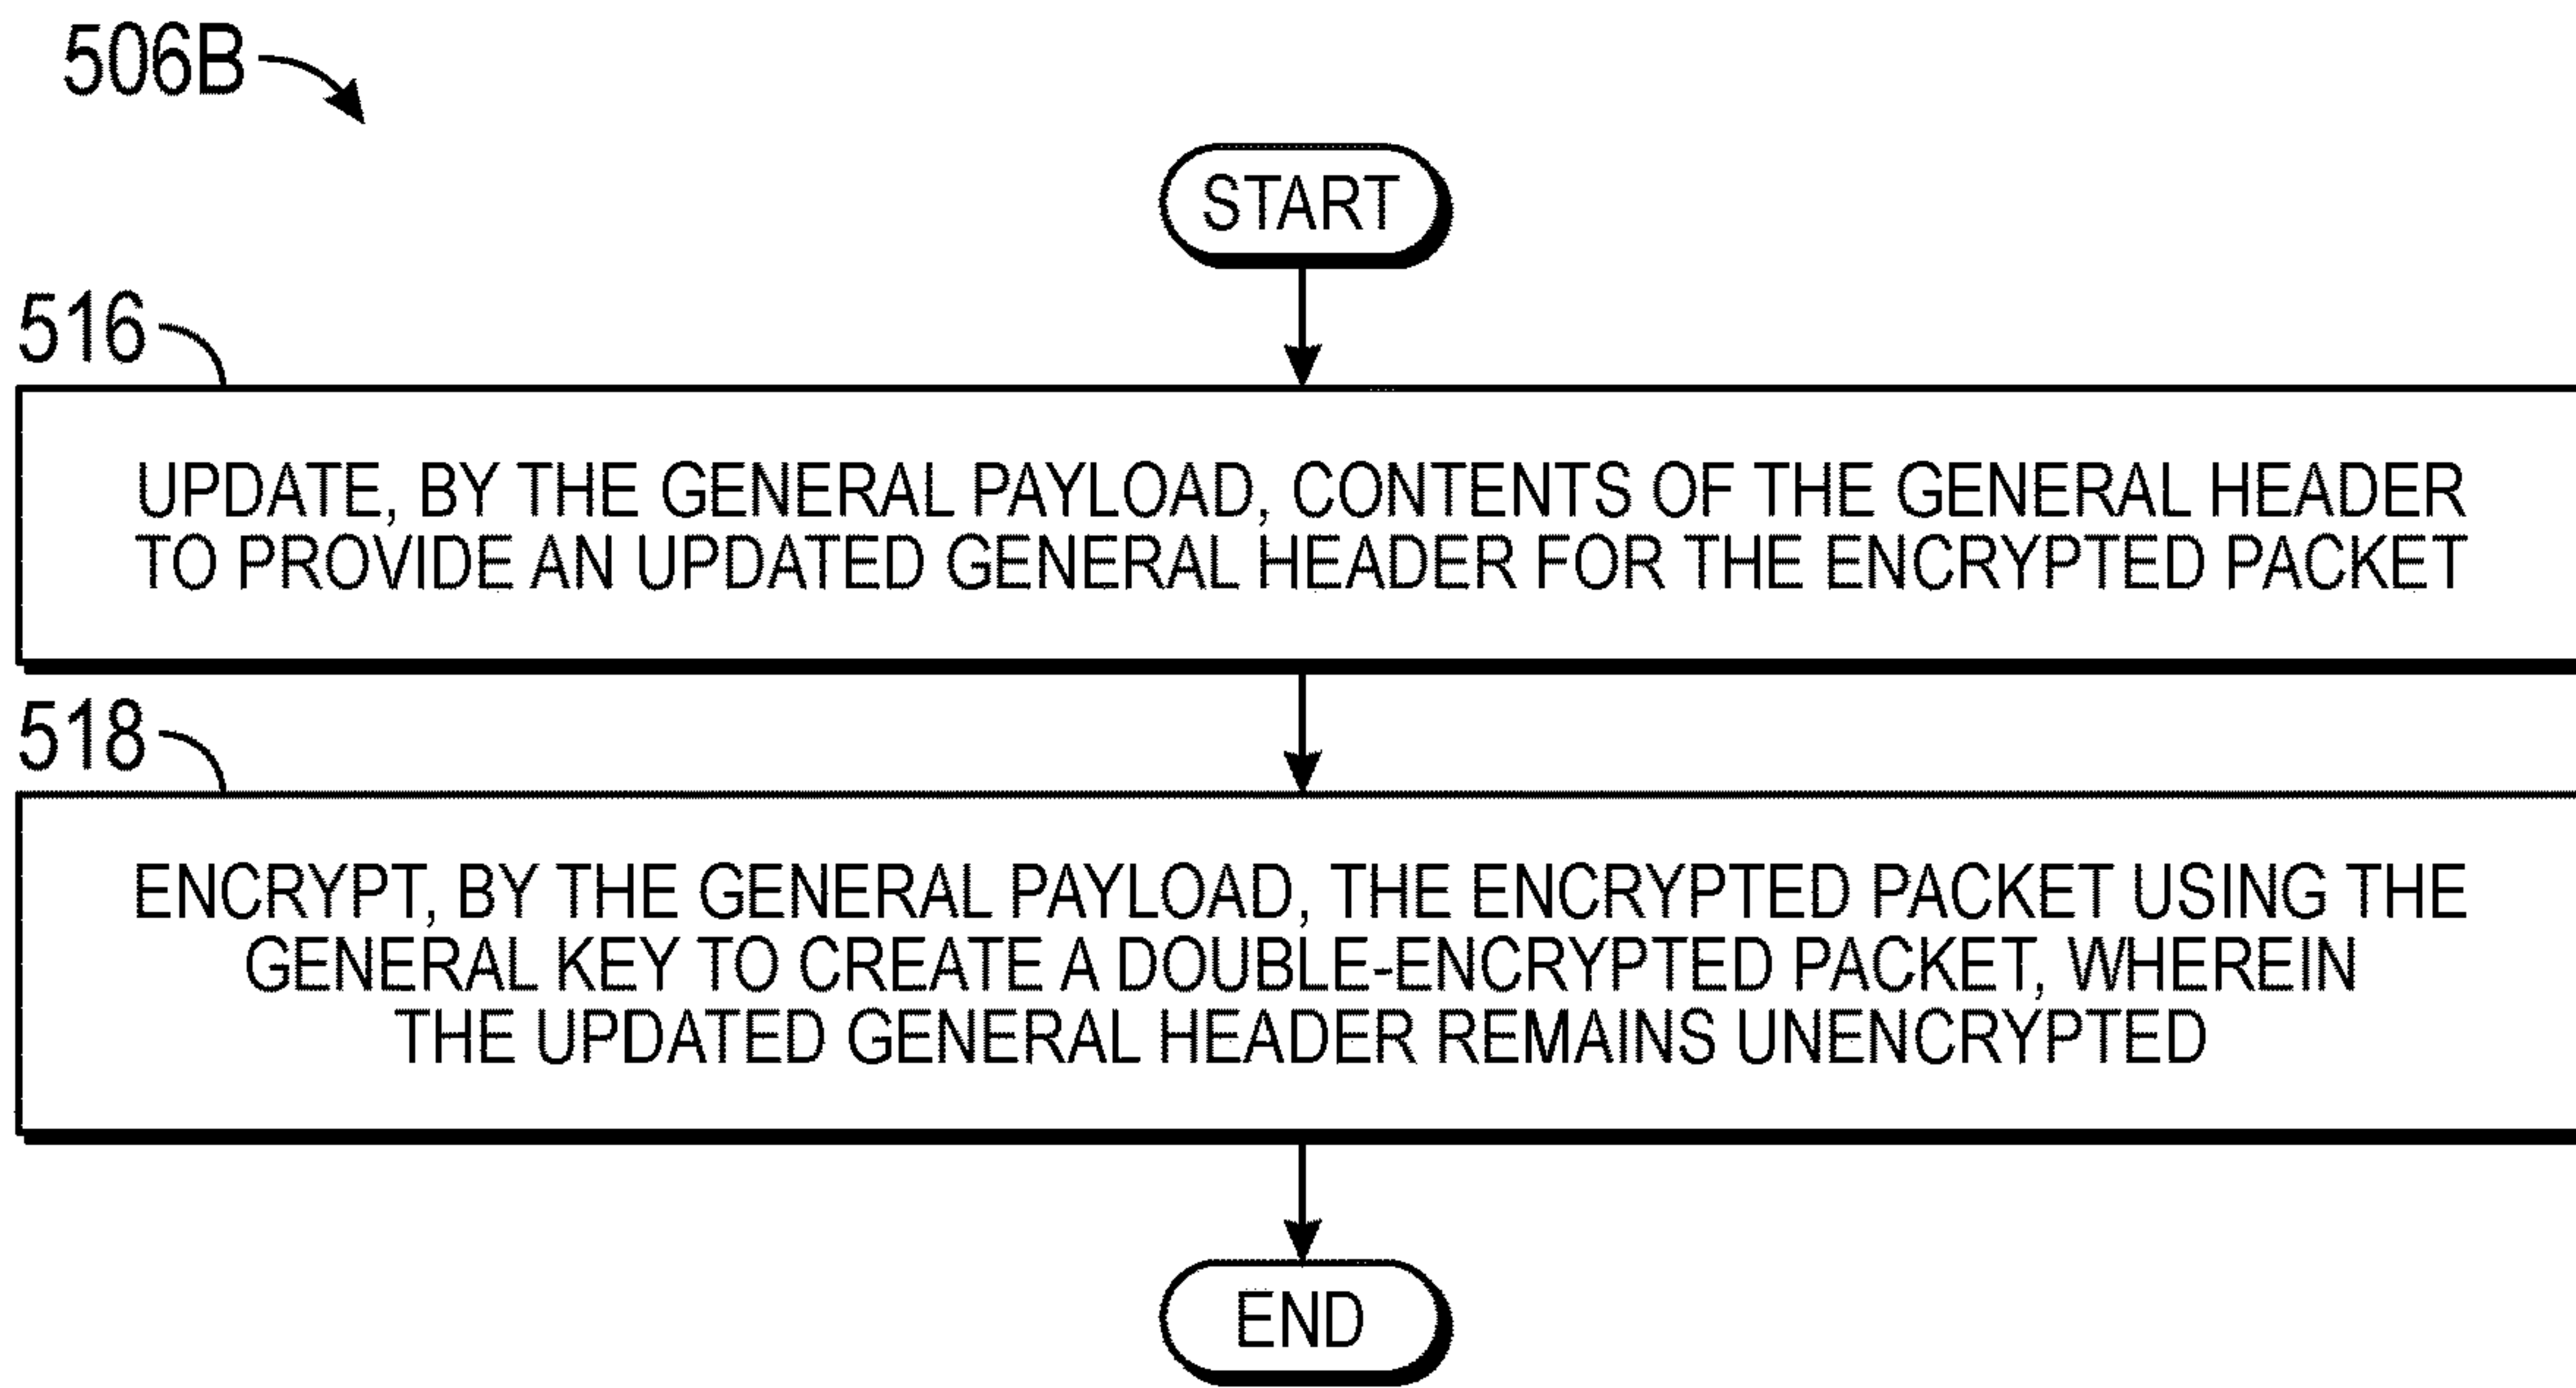 506B
START
516
UPDATE, BY THE GENERAL PAYLOAD, CONTENTS OF THE GENERAL HEADER
TO PROVIDE AN UPDATED GENERAL HEADER FOR THE ENCRYPTED PACKET
518
ENCRYPT, BY THE GENERAL PAYLOAD, THE ENCRYPTED PACKET USING THE
GENERAL KEY TO CREATE A DOUBLE-ENCRYPTED PACKET, WHEREIN
THE UPDATED GENERAL HEADER REMAINS UNENCRYPTED
END